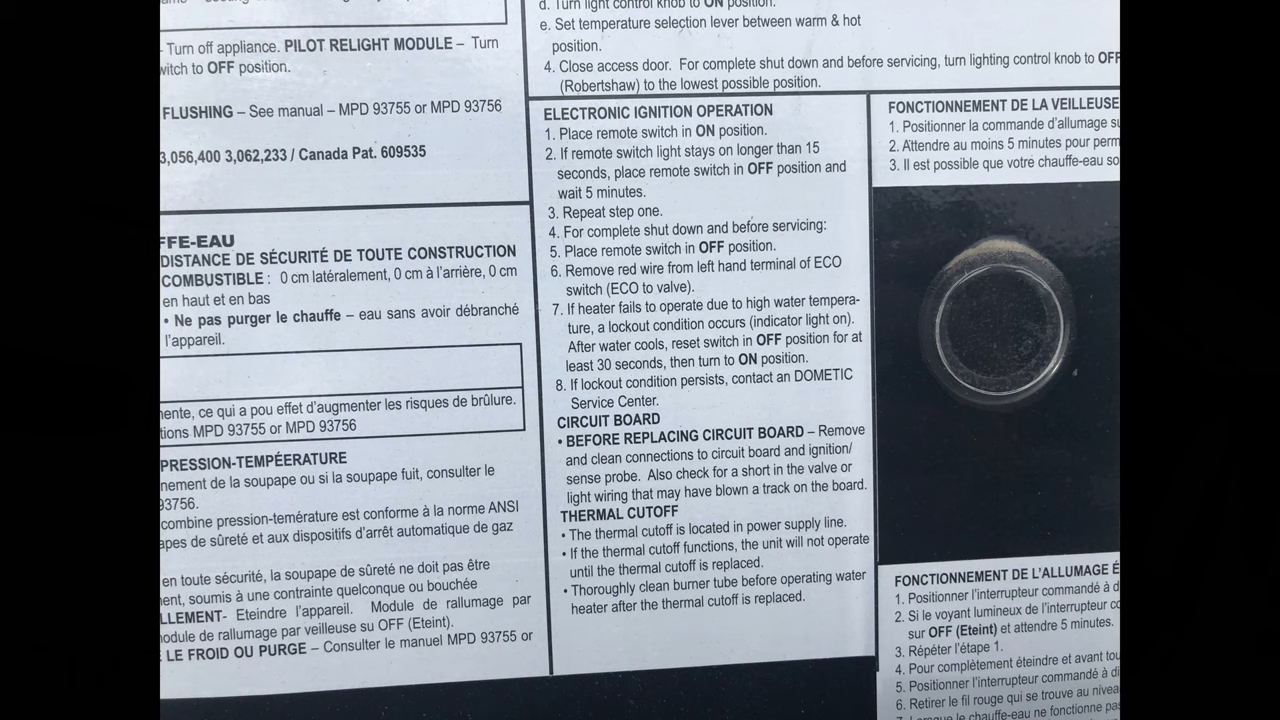 Turn off appliance. PILOT RELIGHT MODULE – Turn
witch to OFF position.
FLUSHING – See manual – MPD 93755 or MPD 93756
3,056,400 3,062,233 / Canada Pat. 609535
FFE-EAU
DISTANCE DE SÉCURITÉ DE TOUTE CONSTRUCTION
COMBUSTIBLE : 0 cm latéralement, 0 cm à l'arrière, 0 cm
en haut et en bas
• Ne pas purger le chauffe – eau sans avoir débranché
l'appareil.
mente, ce qui a pou effet d'augmenter les risques de brûlure.
tions MPD 93755 or MPD 93756
PRESSION-TEMPÉERATURE
nement de la soupape ou si la soupape fuit, consulter le
93756.
combine pression-temérature est conforme à la norme ANSI
apes de sûreté et aux dispositifs d'arrêt automatique de gaz
en toute sécurité, la soupape de sûreté ne doit pas être
ent, soumis à une contrainte quelconque ou bouchée
LLEMENT- Eteindre l'appareil. Module de rallumage par
nodule de rallumage par veilleuse su OFF (Eteint).
LE FROID OU PURGE – Consulter le manuel MPD 93755 or
d. Turn light control knob to ON position.
e. Set temperature selection lever between warm & hot
position.
4. Close access door. For complete shut down and before servicing, turn lighting control knob to OFF
(Robertshaw) to the lowest possible position.
ELECTRONIC IGNITION OPERATION
1. Place remote switch in ON position.
2. If remote switch light stays on longer than 15
seconds, place remote switch in OFF position and
wait 5 minutes.
3. Repeat step one.
4. For complete shut down and before servicing:
5. Place remote switch in OFF position.
6. Remove red wire from left hand terminal of ECO
switch (ECO to valve).
7. If heater fails to operate due to high water tempera-
ture, a lockout condition occurs (indicator light on).
After water cools, reset switch in OFF position for at
least 30 seconds, then turn to ON position.
8. If lockout condition persists, contact an DOMETIC
Service Center.
CIRCUIT BOARD
• BEFORE REPLACING CIRCUIT BOARD – Remove
and clean connections to circuit board and ignition/
sense probe. Also check for a short in the valve or
light wiring that may have blown a track on the board.
THERMAL CUTOFF
• The thermal cutoff is located in power supply line.
• If the thermal cutoff functions, the unit will not operate
until the thermal cutoff is replaced.
• Thoroughly clean burner tube before operating water
heater after the thermal cutoff is replaced.
FONCTIONNEMENT DE LA VEILLEUSE
1. Positionner la commande d'allumage su
2. Attendre au moins 5 minutes pour perm
3. Il est possible que votre chauffe-eau so
FONCTIONNEMENT DE L'ALLUMAGE É
1. Positionner l'interrupteur commandé à d
2. Si le voyant lumineux de l'interrupteur co
sur OFF (Eteint) et attendre 5 minutes.
3. Répéter l'étape 1.
4. Pour complètement éteindre et avant tou
5. Positionner l'interrupteur commandé à di
6. Retirer le fil rouge qui se trouve au nivea
7. Lorsque le chauffe-eau ne fonctionne pas